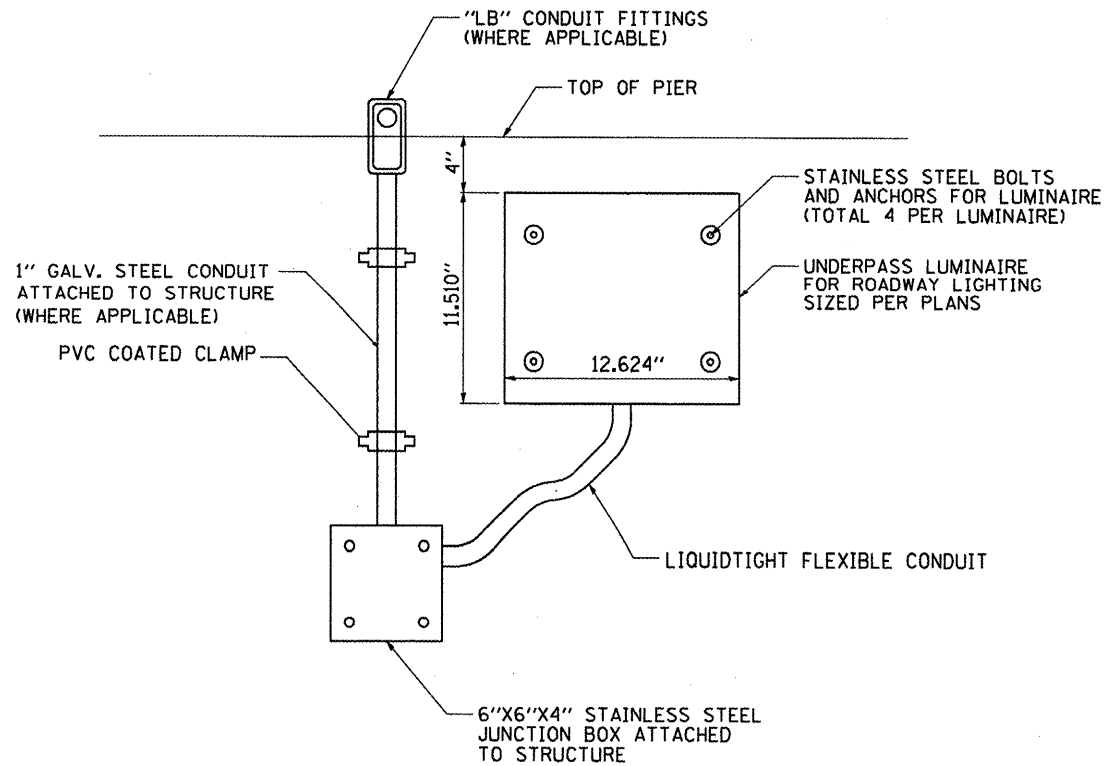 "LB" CONDUIT FITTINGS
(WHERE APPLICABLE)
TOP OF PIER
4"
STAINLESS STEEL BOLTS
AND ANCHORS FOR LUMINAIRE
(TOTAL 4 PER LUMINAIRE)
1" GALV. STEEL CONDUIT
ATTACHED TO STRUCTURE
(WHERE APPLICABLE)
11.510"
UNDERPASS LUMINAIRE
FOR ROADWAY LIGHTING
SIZED PER PLANS
PVC COATED CLAMP
12.624"
LIQUIDTIGHT FLEXIBLE CONDUIT
6"X6"X4" STAINLESS STEEL
JUNCTION BOX ATTACHED
TO STRUCTURE